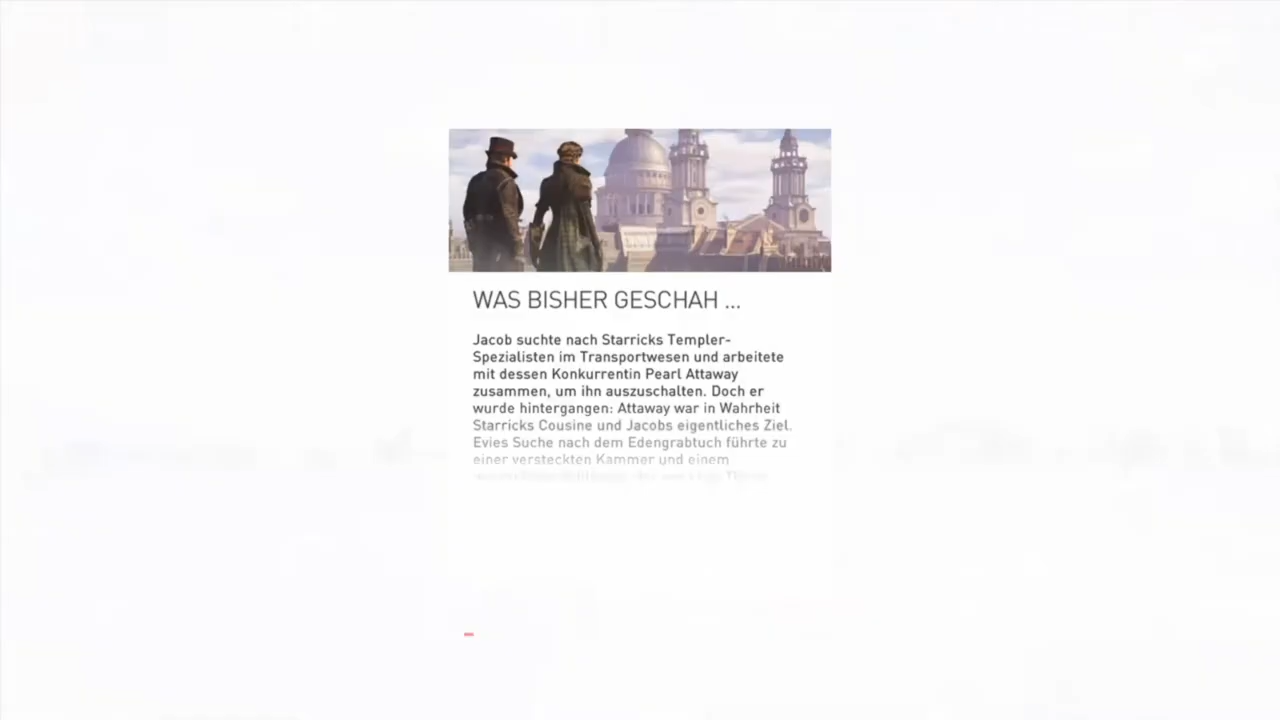 WAS BISHER GESCHAH ...
Jacob suchte nach Starricks Templer-
Spezialisten im Transportwesen und arbeitete
mit dessen Konkurrentin Pearl Attaway
zusammen, um ihn auszuschalten. Doch er
wurde hintergangen: Attaway war in Wahrheit
Starricks Cousine und Jacobs eigentliches Ziel.
Evies Suche nach dem Edengrabtuch führte zu
einer versteckten Kammer und einem